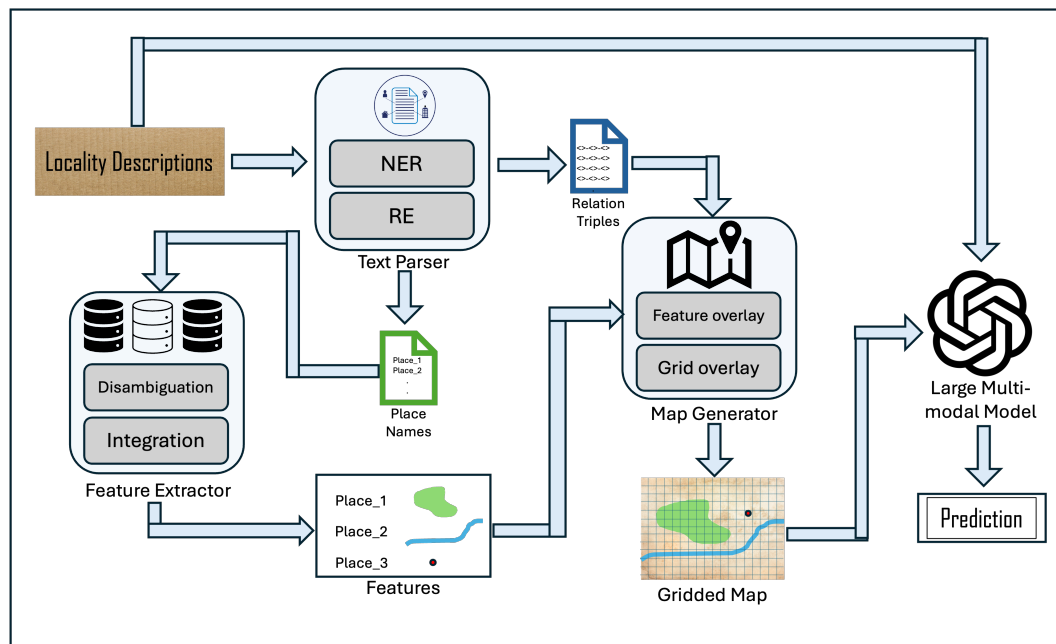 Locality Descriptions
NER
RE
Text Parser
<>-<>-<>
<>-<>-<>
<>-<>-<>
<>-<>-<>
Relation
Triples
Disambiguation
Integration
Feature Extractor
Place_1
Place_2
.
.
Place
Names
Feature overlay
Grid overlay
Map Generator
Large Multi-
modal Model
Place_1
Place_2
Place_3
Features
Gridded Map
Prediction